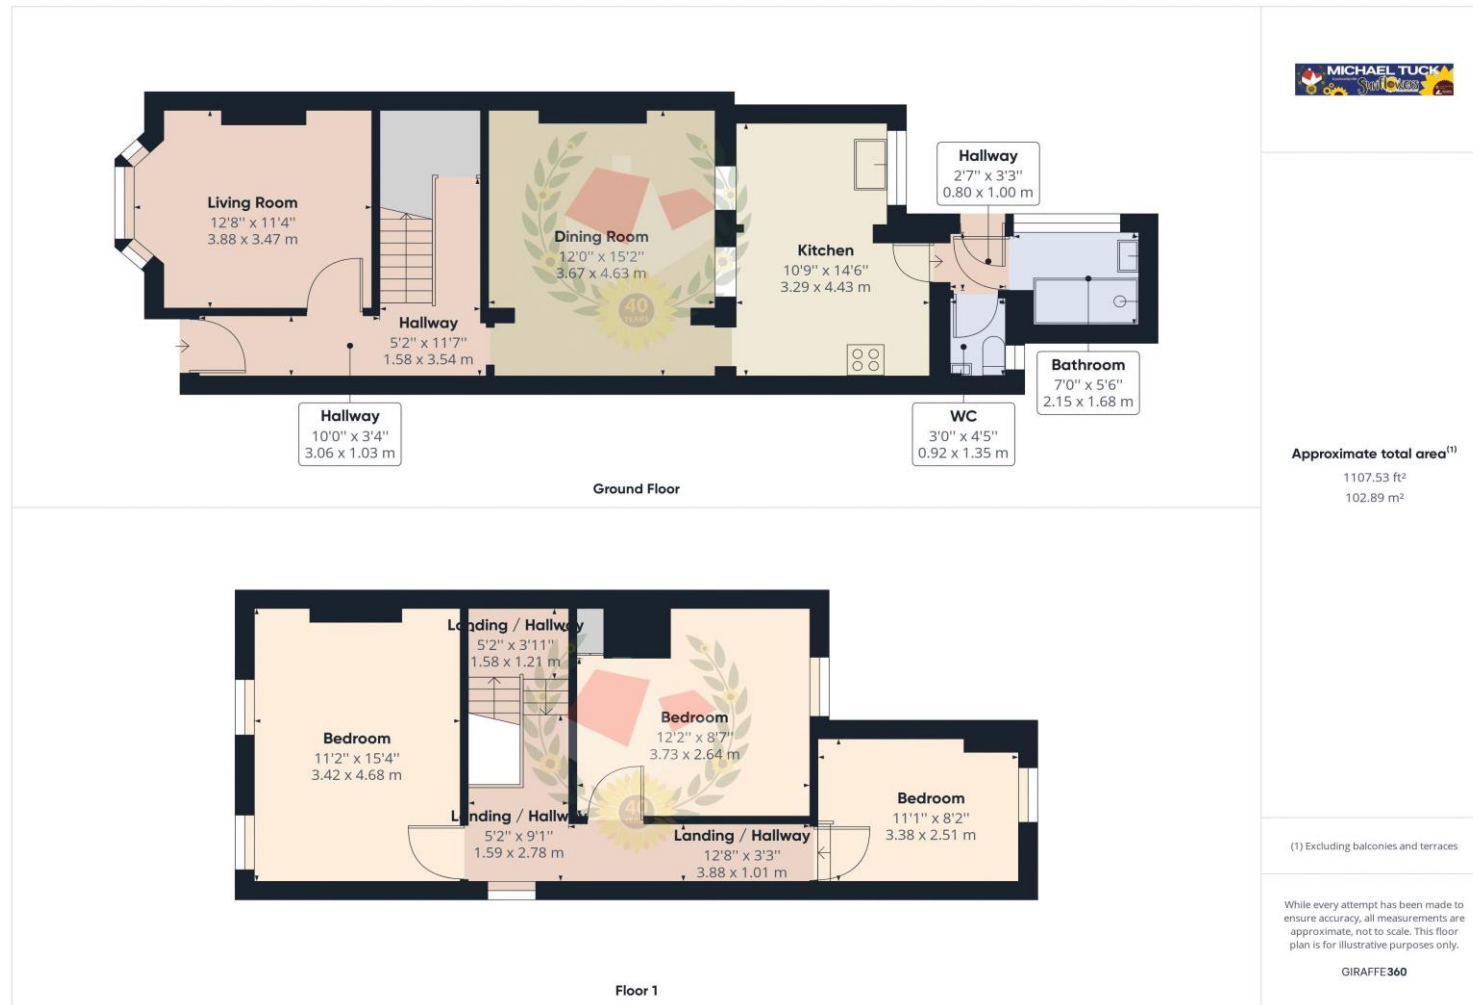 Living Room
12'8'' x 11'4''
3.88 x 3.47 m
Dining Room
12'0'' x 15'2''
3.67 x 4.63 m
40
Kitchen
10'9'' x 14'6''
3.29 x 4.43 m
Hallway
2'7'' x 3'3''
0.80 x 1.00 m
Hallway
5'2'' x 11'7''
1.58 x 3.54 m
Hallway
10'0'' x 3'4''
3.06 x 1.03 m
WC
3'0'' x 4'5''
0.92 x 1.35 m
Bathroom
7'0'' x 5'6''
2.15 x 1.68 m
Ground Floor
Landing / Hallway
5'2'' x 3'11''
1.58 x 1.21 m
Bedroom
11'2'' x 15'4''
3.42 x 4.68 m
Bedroom
12'2'' x 8'7''
3.73 x 2.64 m
40
Bedroom
11'1'' x 8'2''
3.38 x 2.51 m
Landing / Hallway
5'2'' x 9'1''
1.59 x 2.78 m
Landing / Hallway
12'8'' x 3'3''
3.88 x 1.01 m
Floor 1
MICHAEL TUCK
Sunflowers
Approximate total area(1)
1107.53 ft²
102.89 m²
(1) Excluding balconies and terraces
While every attempt has been made to
ensure accuracy, all measurements are
approximate, not to scale. This floor
plan is for illustrative purposes only.
GIRAFFE360